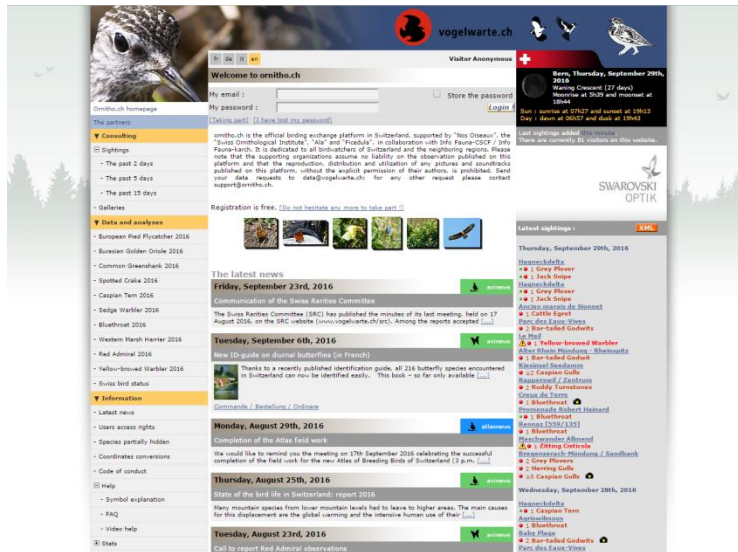 vogelwarte.ch
fr de it en
Visitor Anonymous
Welcome to ornitho.ch
My email :
Store the password
My password :
Login !
[Taking part] [I have lost my password]
ornitho.ch is the official birding exchange platform in Switzerland, supported by "Nos Oiseaux", the
"Swiss Ornithological Institute", "Ala" and "Ficedula", in collaboration with Info Fauna-CSCF / Info
Fauna-karch. It is dedicated to all birdwatchers of Switzerland and the neighboring regions. Please
note that the supporting organizations assume no liability on the observation published on this
platform and that the reproduction, distribution and utilization of any pictures and soundtracks
published on this platform, without the explicit permission of their authors, is prohibited. Send
your data requests to data@vogelwarte.ch; for any other request please contact
support@ornitho.ch.
Registration is free. [Do not hesitate any more to take part !]
Ornitho.ch homepage
The partners
Consulting
Sightings
- The past 2 days
- The past 5 days
- The past 15 days
- Galleries
Data and analyses
- European Pied Flycatcher 2016
- Eurasian Golden Oriole 2016
- Common Greenshank 2016
- Spotted Crake 2016
- Caspian Tern 2016
- Sedge Warbler 2016
- Bluethroat 2016
- Western Marsh Harrier 2016
- Red Admiral 2016
- Yellow-browed Warbler 2016
- Swiss bird status
Information
- Latest news
- Users access rights
- Species partially hidden
- Coordinates conversions
- Code of conduct
Help
- Symbol explanation
- FAQ
- Video help
Stats
The latest news
Friday, September 23rd, 2016
avinews
Communication of the Swiss Rarities Committee
The Swiss Rarities Committee (SRC) has published the minutes of its last meeting, held on 17
August 2016, on the SRC website (www.vogelwarte.ch/src). Among the reports accepted [...]
Tuesday, September 6th, 2016
avinews
New ID-guide on diurnal butterflies (in French)
Thanks to a recently published identification guide, all 216 butterfly species encountered
in Switzerland can now be identified easily. This book - so far only available [...]
Commande / Bestellung / Ordinare
Monday, August 29th, 2016
atlasnews
Completion of the Atlas field work
We would like to remind you the meeting on 17th September 2016 celebrating the successful
completion of the field work for the new Atlas of Breeding Birds of Switzerland (3 p.m. [...]
Thursday, August 25th, 2016
avinews
State of the bird life in Switzerland: report 2016
Many mountain species from lower mountain levels had to leave to higher areas. The main causes
for this displacement are the global warming and the intensive human use of their [...]
Tuesday, August 23rd, 2016
avinews
Call to report Red Admiral observations
Bern, Thursday, September 29th,
2016
Waning Crescent (27 days)
Moonrise at 5h39 and moonset at
18h44
Sun : sunrise at 07h27 and sunset at 19h13
Day : dawn at 06h57 and dusk at 19h43
Last sightings added this minute.
There are currently 81 visitors on this website.
SWAROVSKI
OPTIK
Latest sightings :
XML
Thursday, September 29th, 2016
Hagneckdelta
1 Grey Plover
1 Jack Snipe
Hagneckdelta
1 Grey Plover
1 Jack Snipe
Ancien marais de Sionnet
1 Cattle Egret
Parc des Eaux-Vives
2 Bar-tailed Godwits
Le Mail
1 Yellow-browed Warbler
Alter Rhein Mündung - Rheinspitz
1 Bar-tailed Godwit
Kiesinsel Seedamm
≥2 Caspian Gulls
Rapperswil / Zentrum
2 Ruddy Turnstones
Creux de Terre
1 Bluethroat
Promenade Robert Hainard
1 Bluethroat
Rennaz [559/135]
1 Bluethroat
Maschwander Allmend
1 Zitting Cisticola
Bregenzerach-Mündung / Sandbank
2 Grey Plovers
2 Herring Gulls
≥8 Caspian Gulls
Wednesday, September 28th, 2016
Hagneckdelta
1 Caspian Tern
Agriswilmoos
1 Bluethroat
Baby Plage
2 Bar-tailed Godwits
Parc des Eaux-Vives